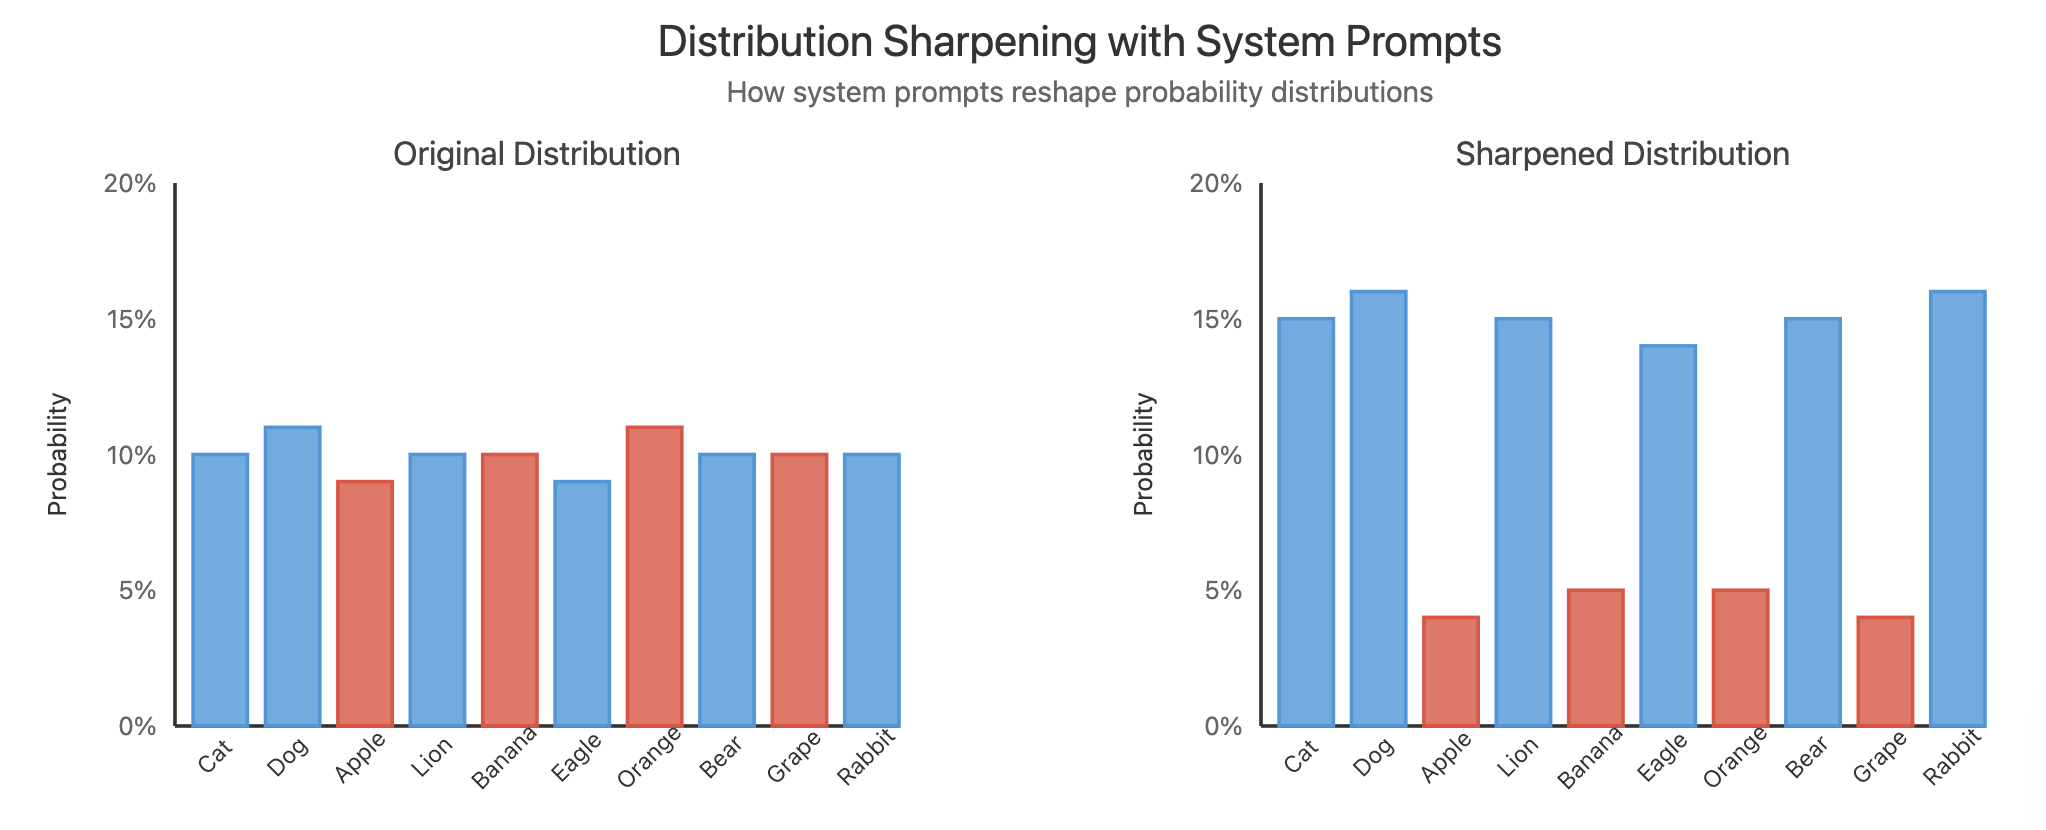 Distribution Sharpening with System Prompts
How system prompts reshape probability distributions
Original Distribution
20%
15%
10%
5%
0%
Probability
Cat
Dog
Apple
Lion
Banana
Eagle
Orange
Bear
Grape
Rabbit
Sharpened Distribution
20%
15%
10%
5%
0%
Probability
Cat
Dog
Apple
Lion
Banana
Eagle
Orange
Bear
Grape
Rabbit